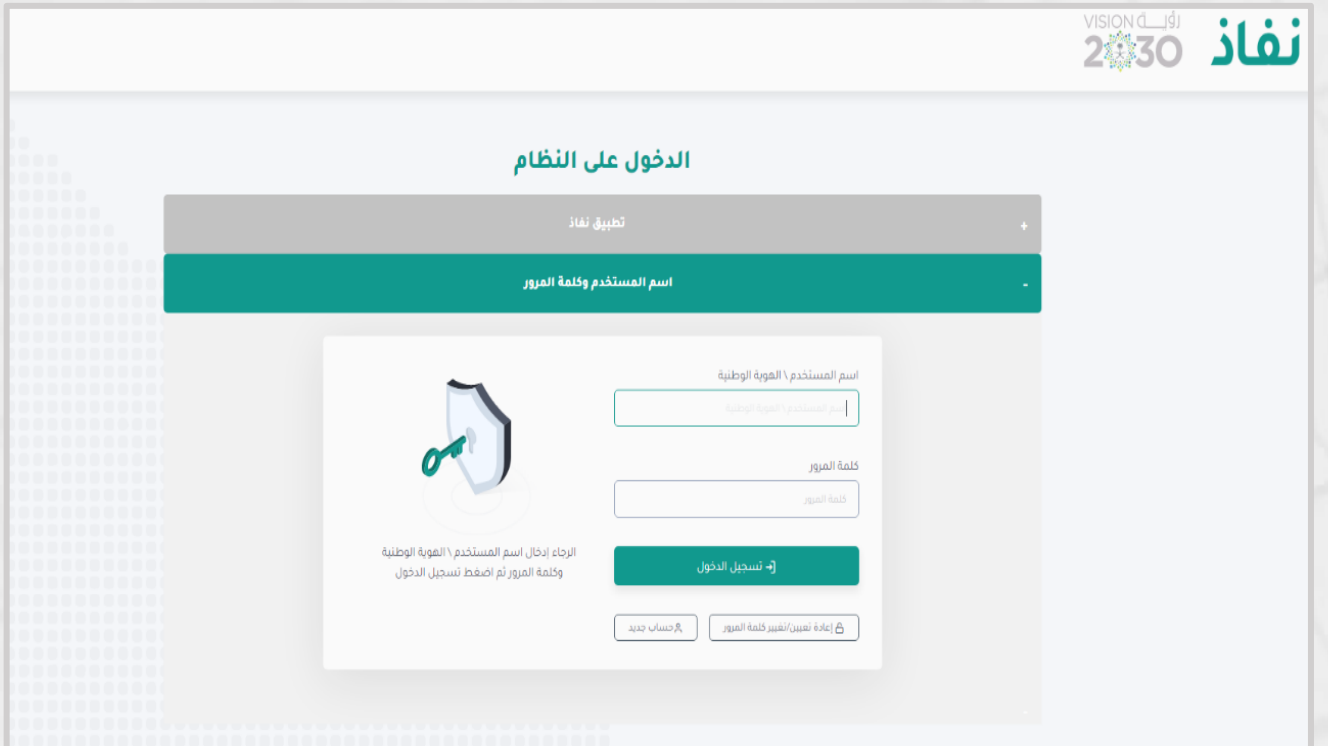 نفاذ
VISION رؤيــة
2030
الدخول على النظام
+ تطبيق نفاذ
- اسم المستخدم وكلمة المرور
اسم المستخدم \ الهوية الوطنية
اسم المستخدم \ الهوية الوطنية
كلمة المرور
كلمة المرور
تسجيل الدخول
إعادة تعيين/تغيير كلمة المرور
حساب جديد
الرجاء إدخال اسم المستخدم \ الهوية الوطنية
وكلمة المرور ثم اضغط تسجيل الدخول